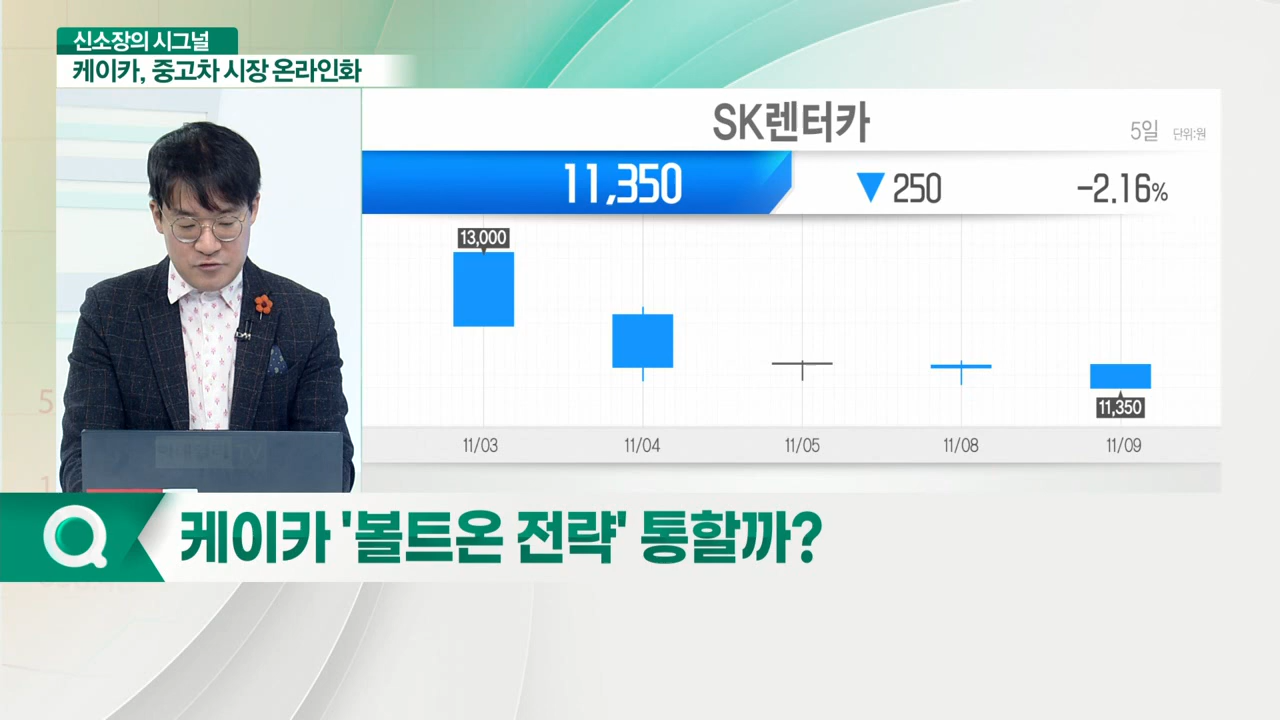 신소장의 시그널
케이카, 중고차 시장 온라인화
SK렌터카
5일 단위:원
11,350 ▼250 -2.16%
13,000
11,350
11/03 11/04 11/05 11/08 11/09
케이카 '볼트온 전략' 통할까?